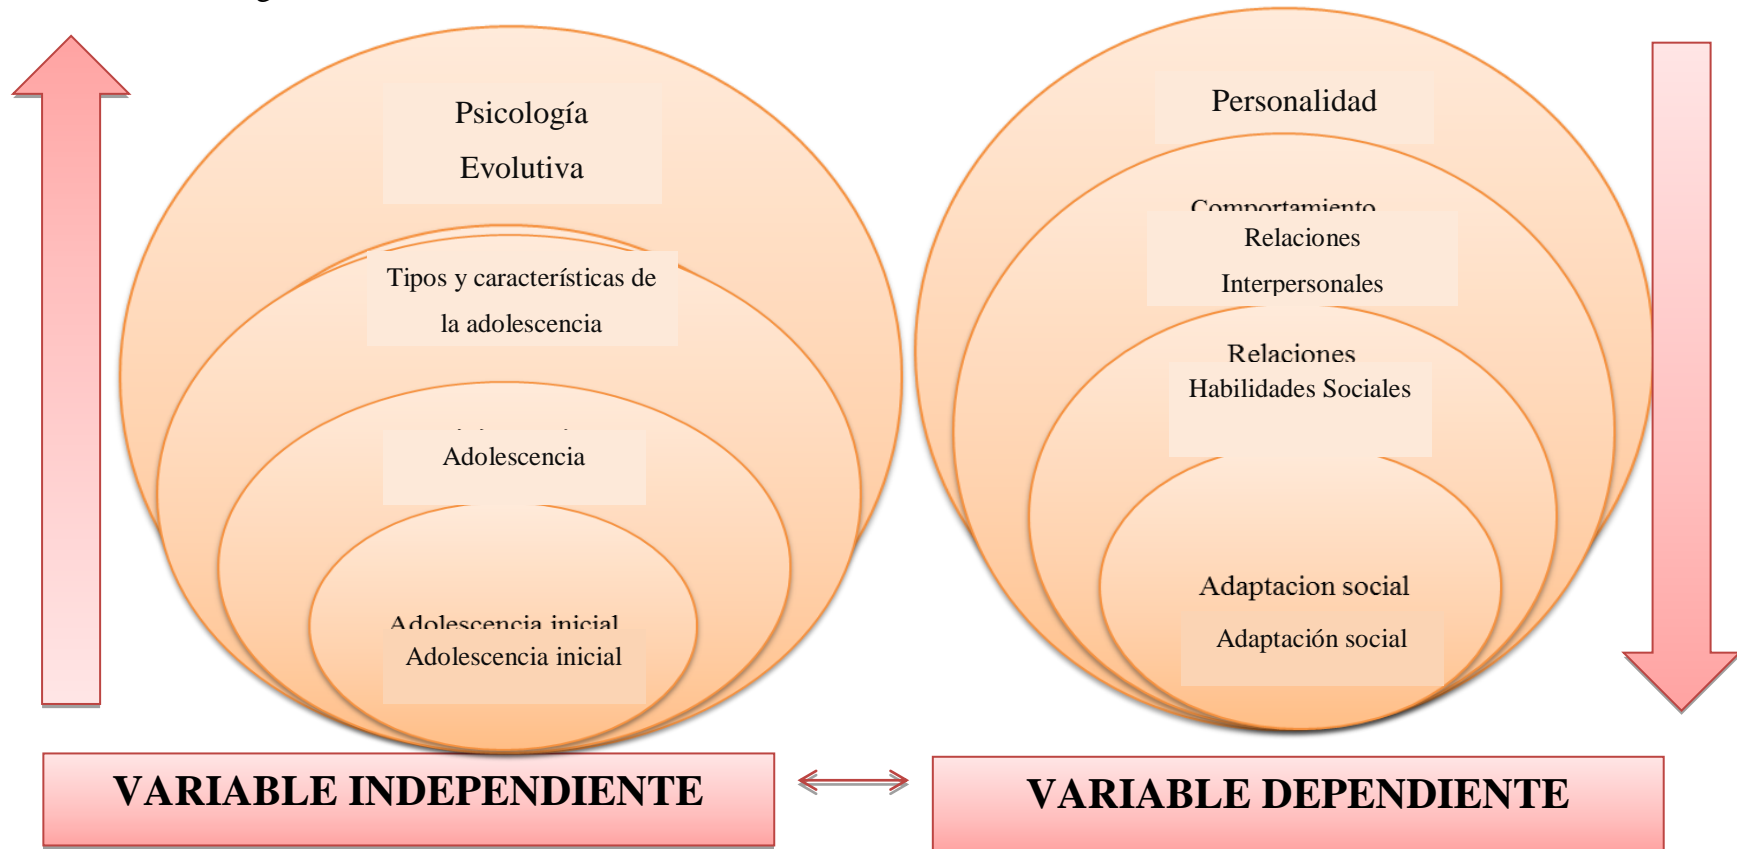 Psicología
Evolutiva
Tipos y características de
la adolescencia
Adolescencia
Adolescencia inicial
Adolescencia inicial
VARIABLE INDEPENDIENTE
Personalidad
Comportamiento
Relaciones
Interpersonales
Relaciones
Habilidades Sociales
Adaptacion social
Adaptación social
VARIABLE DEPENDIENTE